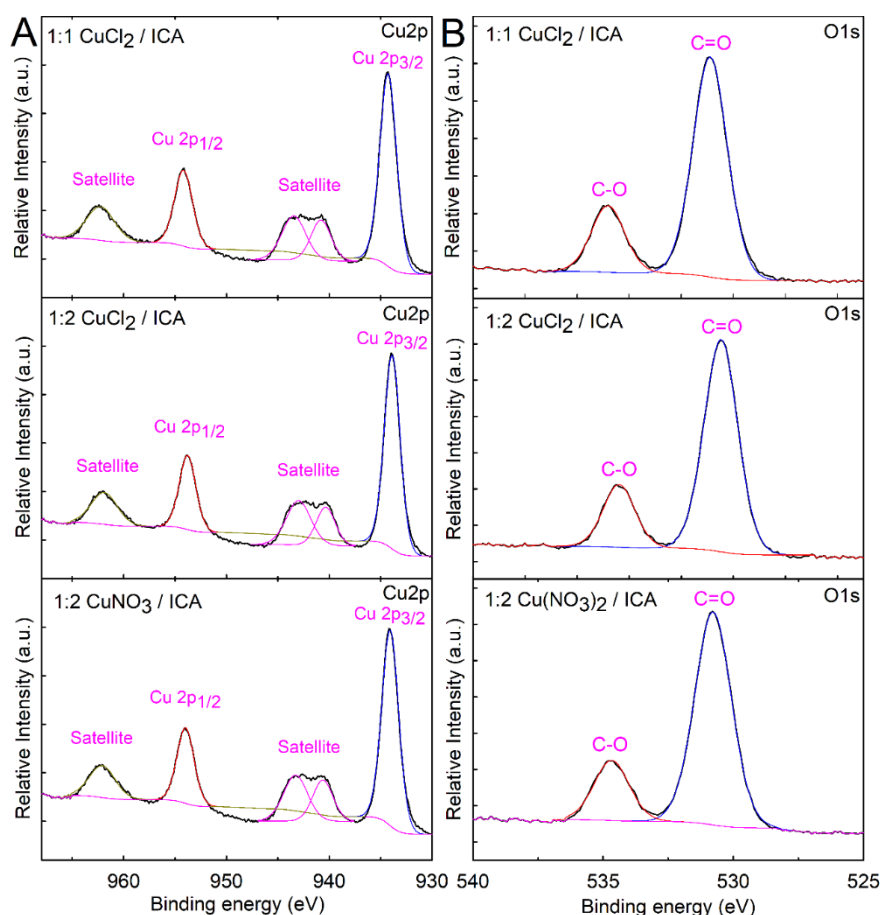 A
1:1 CuCl2 / ICA
Cu2p
Cu 2p3/2
Cu 2p1/2
Satellite
Satellite
Relative Intensity (a.u.)
1:2 CuCl2 / ICA
Cu2p
Cu 2p3/2
Cu 2p1/2
Satellite
Satellite
Relative Intensity (a.u.)
1:2 CuNO3 / ICA
Cu2p
Cu 2p3/2
Cu 2p1/2
Satellite
Satellite
Relative Intensity (a.u.)
960 950 940 930
Binding energy (eV)
B
1:1 CuCl2 / ICA
O1s
C=O
C-O
Relative Intensity (a.u.)
1:2 CuCl2 / ICA
O1s
C=O
C-O
Relative Intensity (a.u.)
1:2 Cu(NO3)2 / ICA
O1s
C=O
C-O
Relative Intensity (a.u.)
540 535 530 525
Binding energy (eV)